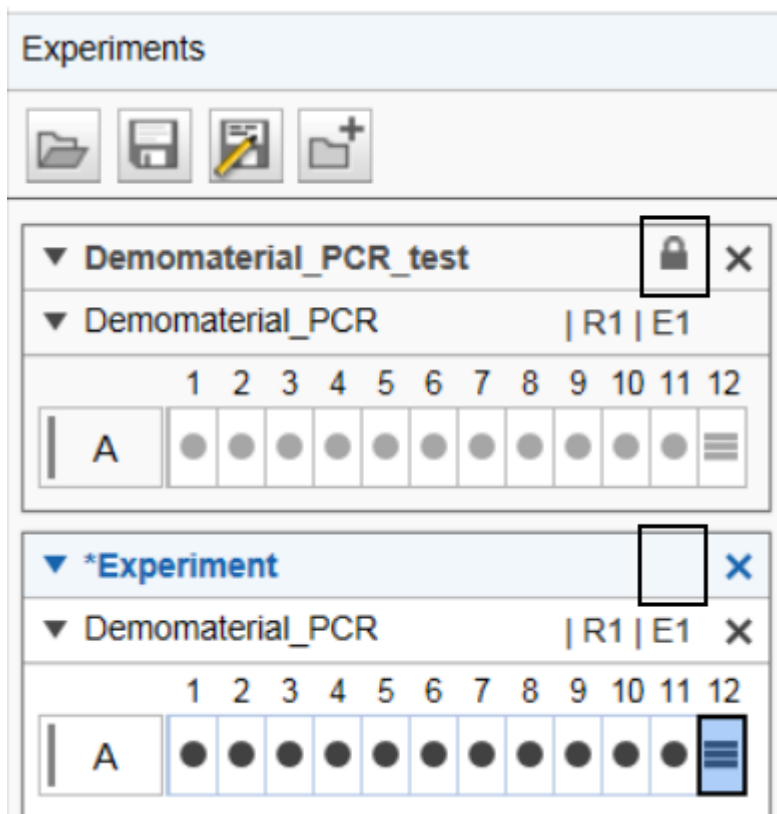 Experiments
Demomaterial_PCR_test
Demomaterial_PCR | R1 | E1
1 2 3 4 5 6 7 8 9 10 11 12
A
*Experiment
Demomaterial_PCR | R1 | E1
1 2 3 4 5 6 7 8 9 10 11 12
A